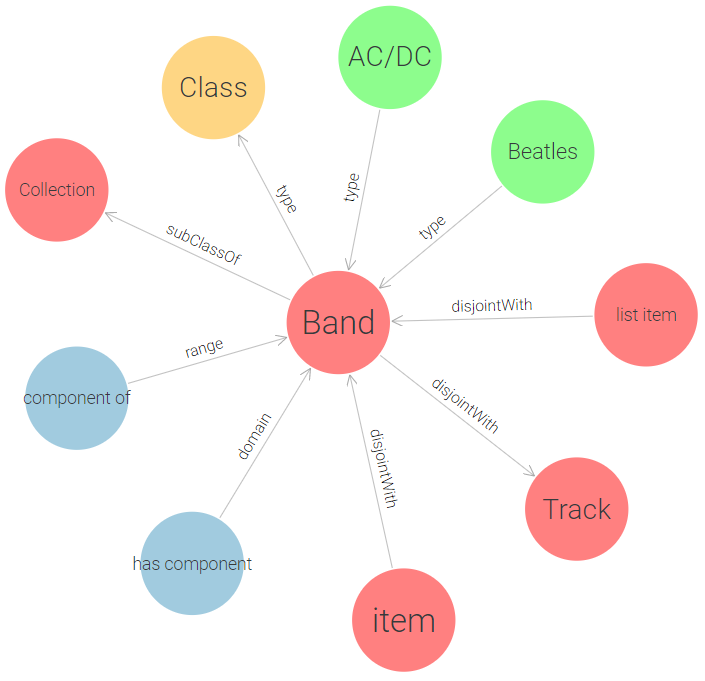 AC/DC
Class
type
Beatles
type
Collection
type
subClassOf
Band
disjointWith
list item
range
component of
disjointWith
domain
disjointWith
Track
has component
item